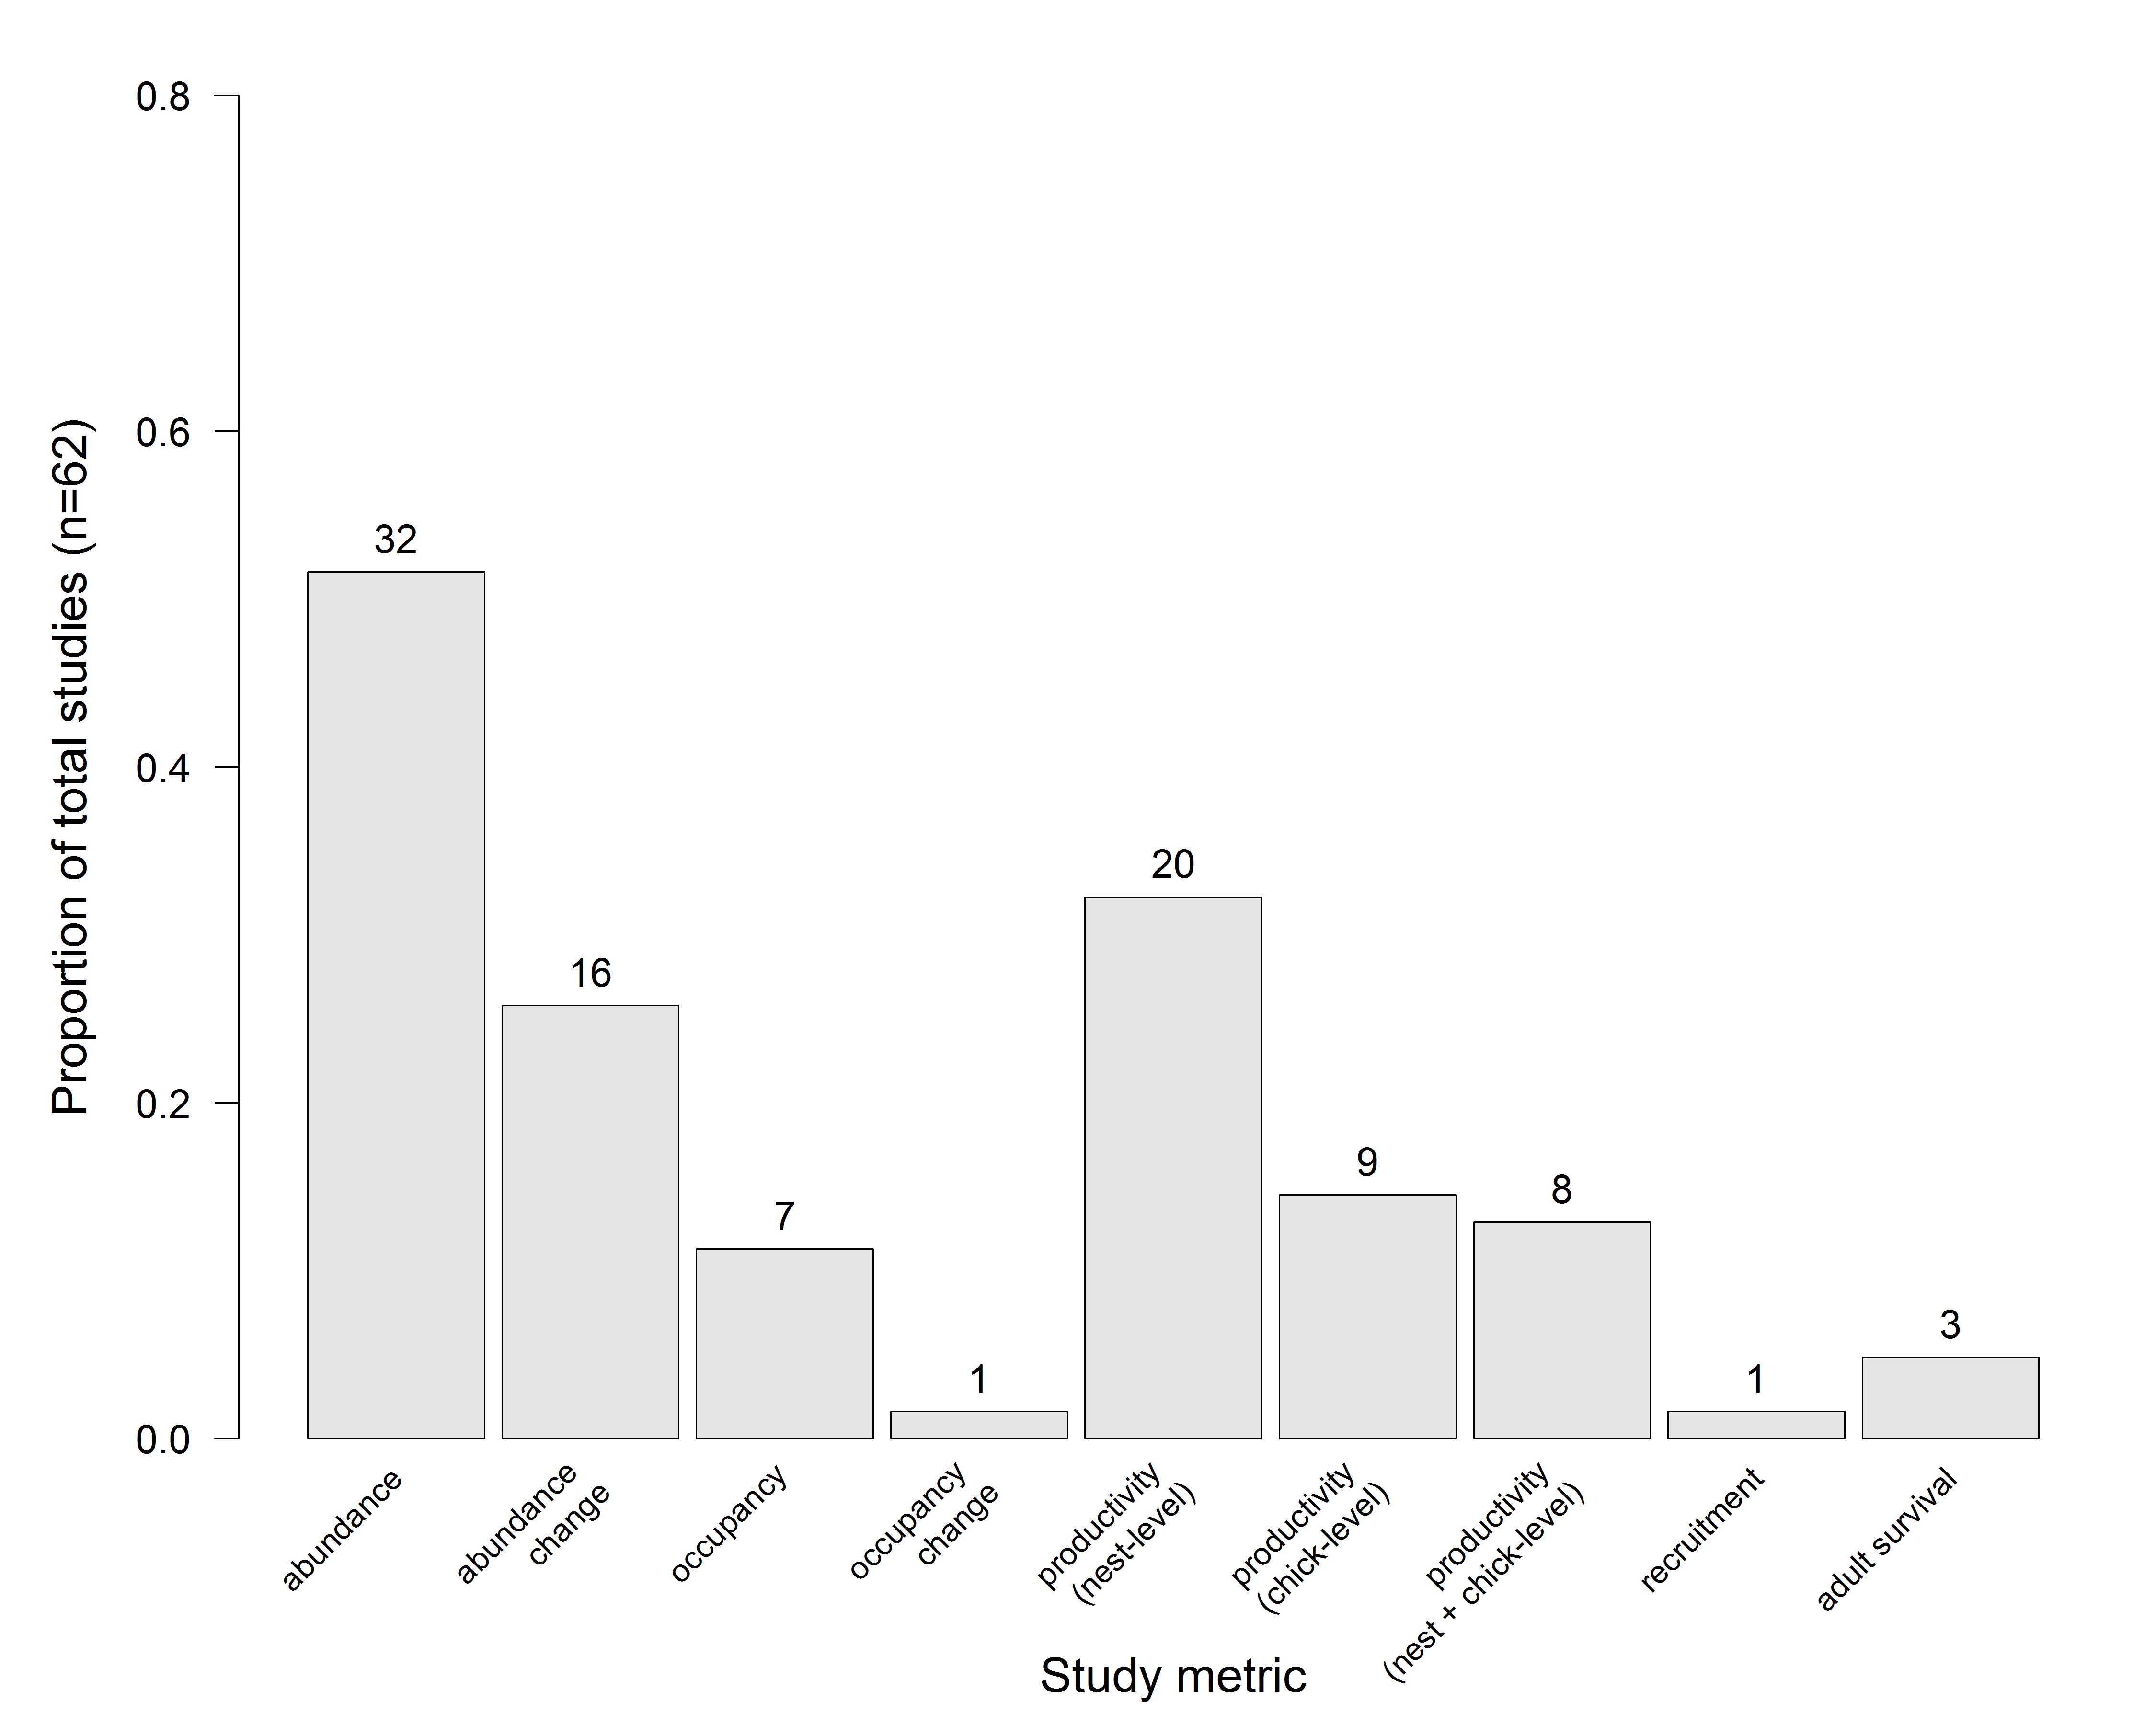 0.8
0.6
0.4
0.2
0.0
Proportion of total studies (n=62)
32
16
7
1
20
9
8
1
3
abundance
abundance
change
occupancy
occupancy
change
productivity
(nest-level)
productivity
(chick-level)
productivity
(nest + chick-level)
recruitment
adult survival
Study metric